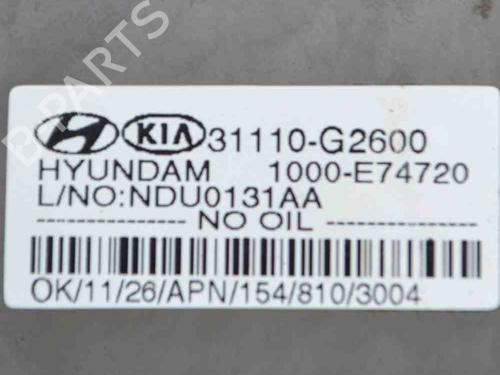 B-PARTS
KIA 31110-G2600
HYUNDAM 1000-E74720
L/NO:NDU0131AA
NO OIL
OK/11/26/APN/154/810/3004